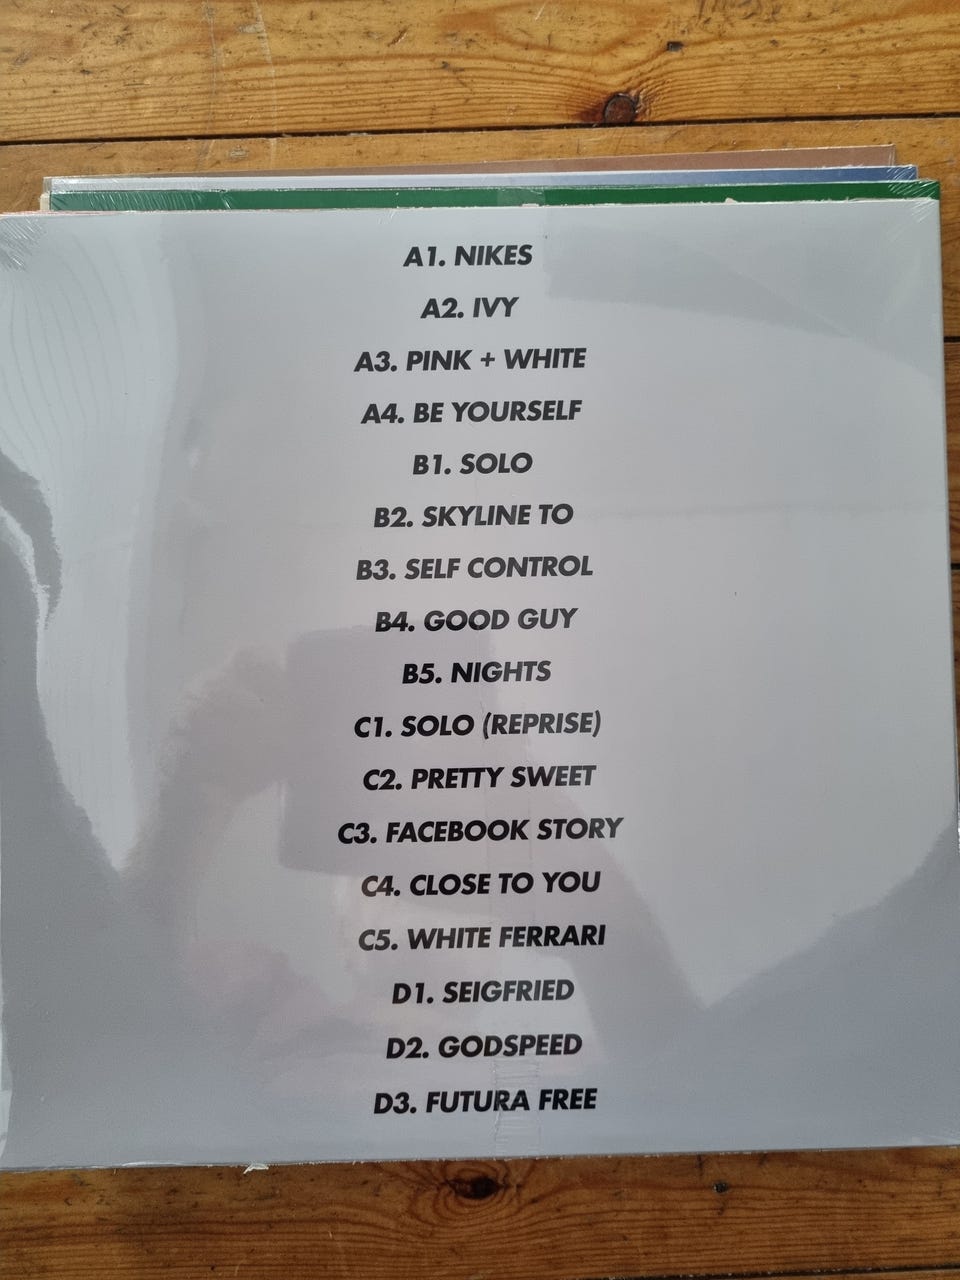 A1. NIKES
A2. IVY
A3. PINK + WHITE
A4. BE YOURSELF
B1. SOLO
B2. SKYLINE TO
B3. SELF CONTROL
B4. GOOD GUY
B5. NIGHTS
C1. SOLO (REPRISE)
C2. PRETTY SWEET
C3. FACEBOOK STORY
C4. CLOSE TO YOU
C5. WHITE FERRARI
D1. SEIGFRIED
D2. GODSPEED
D3. FUTURA FREE